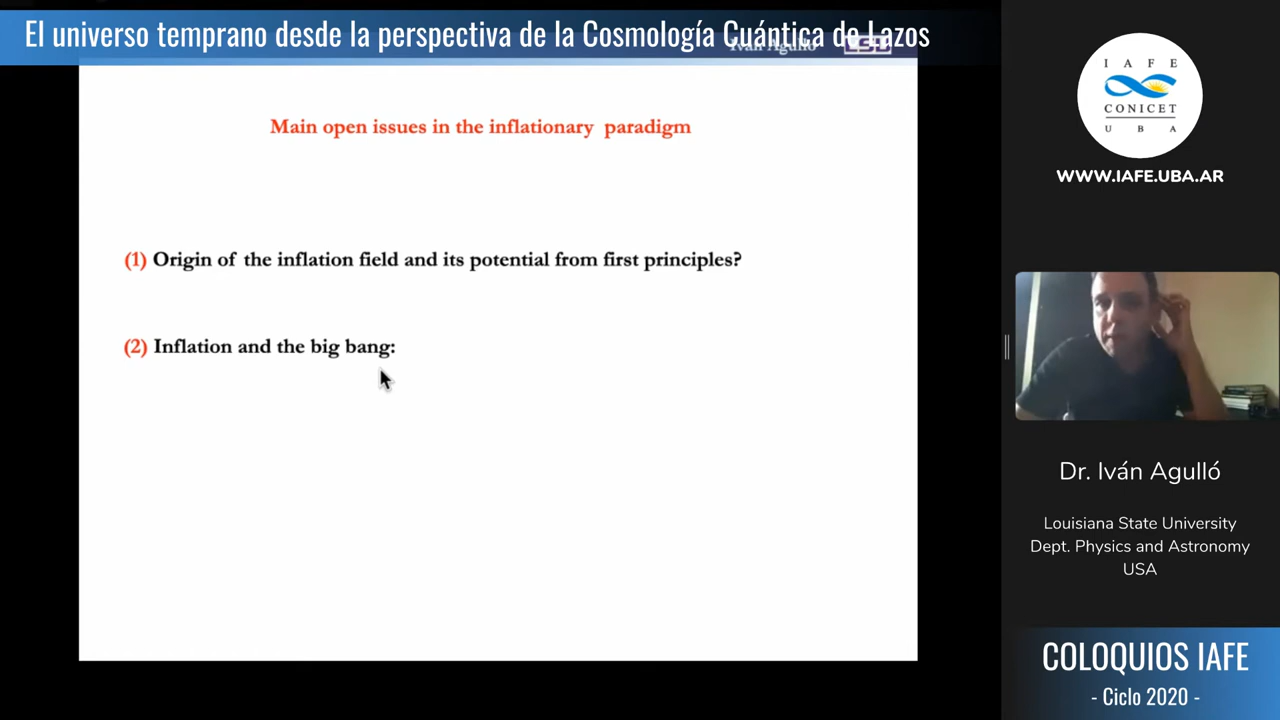 El universo temprano desde la perspectiva de la Cosmología Cuántica de Lazos
Iván Agulló LSU
Main open issues in the inflationary paradigm
(1) Origin of the inflation field and its potential from first principles?
(2) Inflation and the big bang:
I A F E
CONICET
U B A
WWW.IAFE.UBA.AR
Dr. Iván Agulló
Louisiana State University
Dept. Physics and Astronomy
USA
COLOQUIOS IAFE
- Ciclo 2020 -